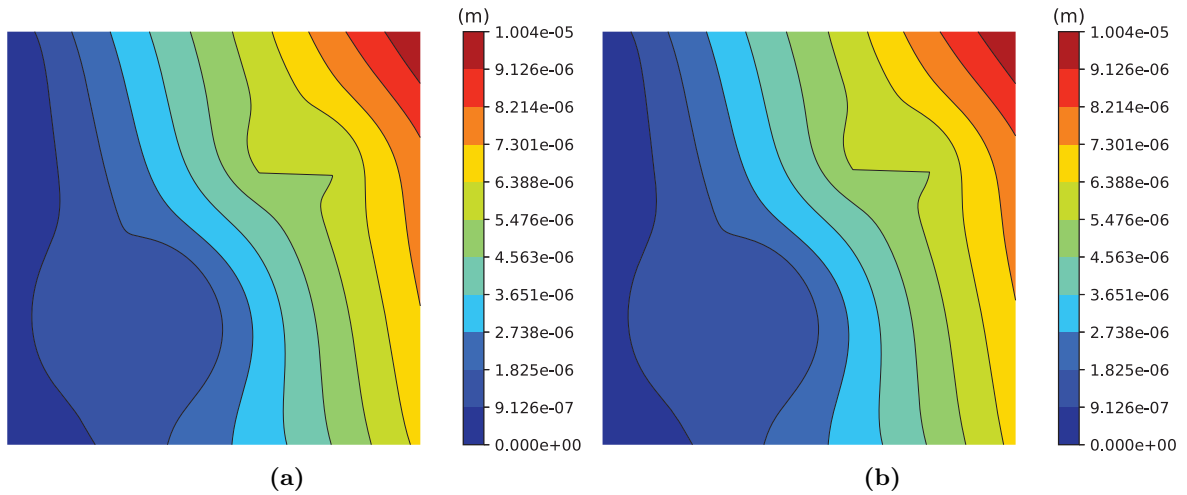 (m)
1.004e-05
9.126e-06
8.214e-06
7.301e-06
6.388e-06
5.476e-06
4.563e-06
3.651e-06
2.738e-06
1.825e-06
9.126e-07
0.000e+00
(a)
(m)
1.004e-05
9.126e-06
8.214e-06
7.301e-06
6.388e-06
5.476e-06
4.563e-06
3.651e-06
2.738e-06
1.825e-06
9.126e-07
0.000e+00
(b)